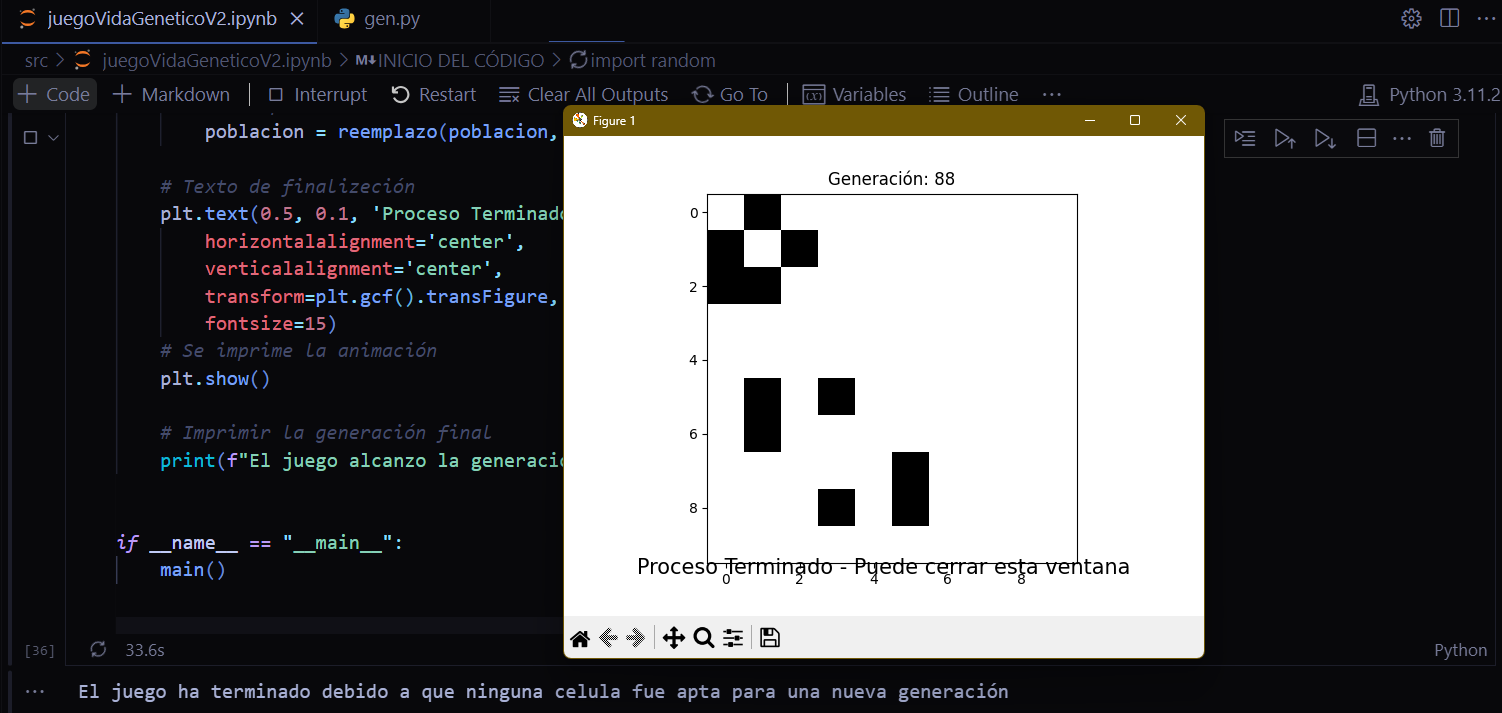 juegoVidaGeneticoV2.ipynb gen.py
src > juegoVidaGeneticoV2.ipynb > M↓INICIO DEL CÓDIGO > import random
Code Markdown Interrupt Restart Clear All Outputs Go To Variables Outline ... Python 3.11.2
poblacion = reemplazo(poblacion,
# Texto de finalizeción
plt.text(0.5, 0.1, 'Proceso Terminado
horizontalalignment='center',
verticalalignment='center',
transform=plt.gcf().transFigure,
fontsize=15)
# Se imprime la animación
plt.show()
# Imprimir la generación final
print(f"El juego alcanzo la generació
if __name__ == "__main__":
main()
[36] 33.6s Python
Figure 1
Generación: 88
0
2
4
6
8
Proceso Terminado - Puede cerrar esta ventana
0 2 4 6 8
... El juego ha terminado debido a que ninguna celula fue apta para una nueva generación